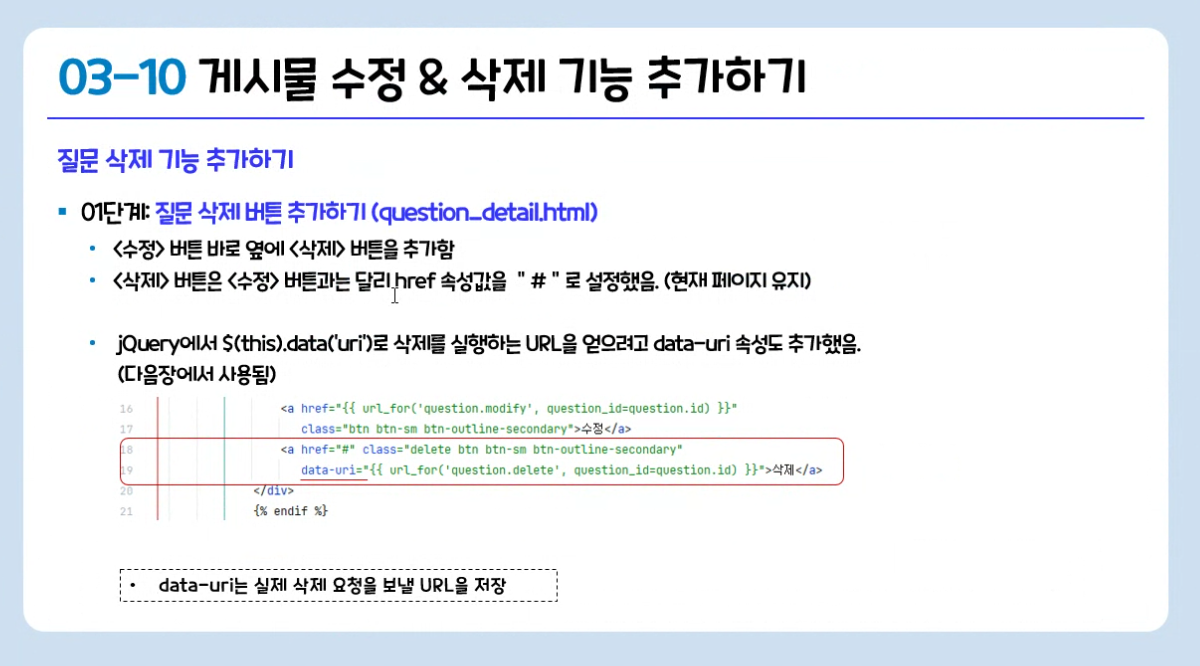 03-10 게시물 수정 & 삭제 기능 추가하기
질문 삭제 기능 추가하기
▪ 01단계: 질문 삭제 버튼 추가하기 (question_detail.html)
• <수정> 버튼 바로 옆에 <삭제> 버튼을 추가함
• <삭제> 버튼은 <수정> 버튼과는 달리 href 속성값을 "#"로 설정했음. (현재 페이지 유지)
• jQuery에서 $(this).data('uri')로 삭제를 실행하는 URL을 얻으려고 data-uri 속성도 추가했음.
(다음장에서 사용됨)
16 <a href="{{ url_for('question.modify', question_id=question.id) }}"
17 class="btn btn-sm btn-outline-secondary">수정</a>
18 <a href="#" class="delete btn btn-sm btn-outline-secondary"
19 data-uri="{{ url_for('question.delete', question_id=question.id) }}">삭제</a>
20 </div>
21 {% endif %}
• data-uri는 실제 삭제 요청을 보낼 URL을 저장